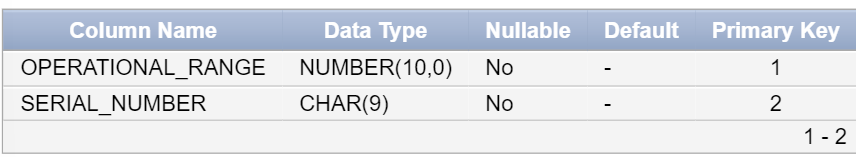 Column Name Data Type Nullable Default Primary Key
OPERATIONAL_RANGE NUMBER(10,0) No - 1
SERIAL_NUMBER CHAR(9) No - 2
1 - 2